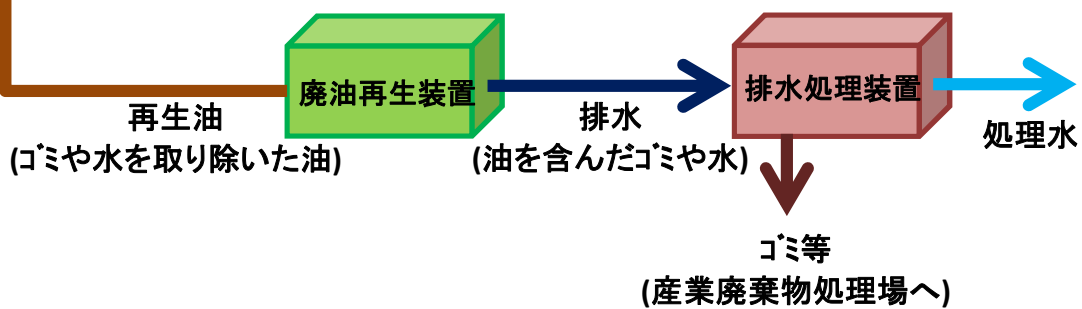 廃油再生装置
排水処理装置
再生油
(ゴミや水を取り除いた油)
排水
(油を含んだゴミや水)
処理水
ゴミ等
(産業廃棄物処理場へ)